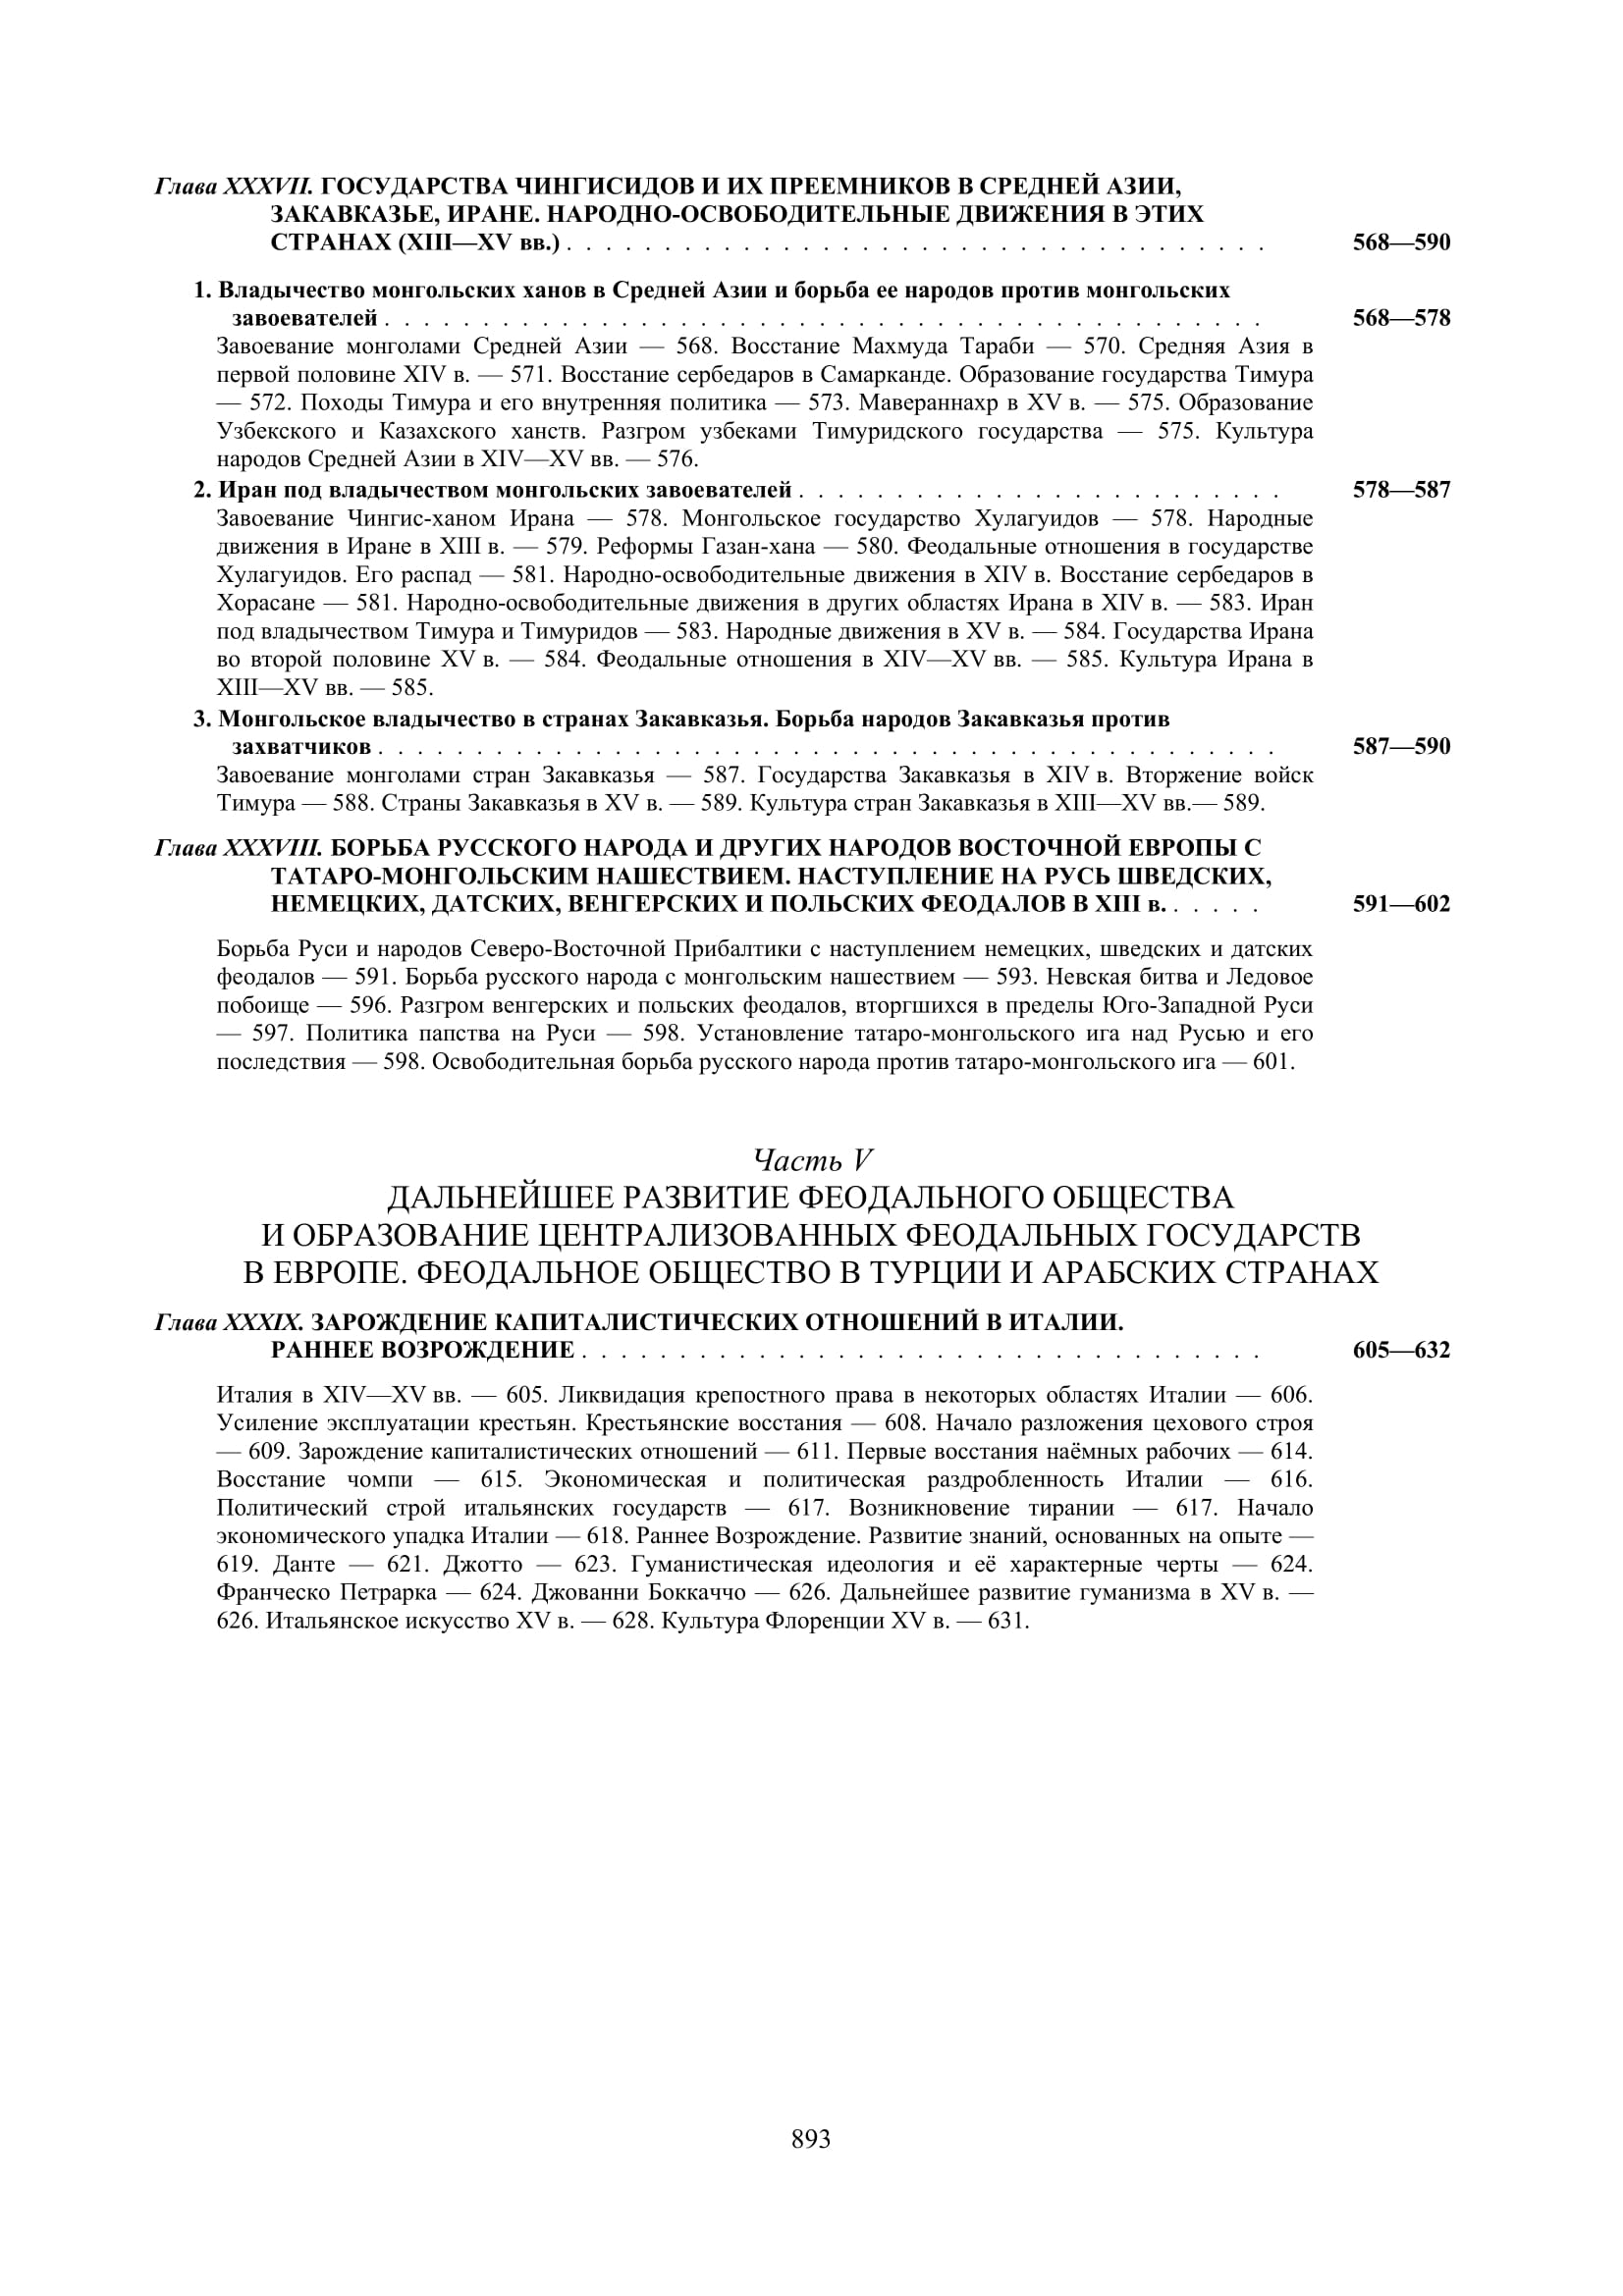 Глава XXXVII. ГОСУДАРСТВА ЧИНГИСИДОВ И ИХ ПРЕЕМНИКОВ В СРЕДНЕЙ АЗИИ,
ЗАКАВКАЗЬЕ, ИРАНЕ. НАРОДНО-ОСВОБОДИТЕЛЬНЫЕ ДВИЖЕНИЯ В ЭТИХ
СТРАНАХ (XIII—XV вв.) . . . . . . . . . . . . . . . . . . . . . . . . . . . . . . . . . . . . 568—590
1. Владычество монгольских ханов в Средней Азии и борьба ее народов против монгольских
завоевателей . . . . . . . . . . . . . . . . . . . . . . . . . . . . . . . . . . . . . . . . . . . . . 568—578
Завоевание монголами Средней Азии — 568. Восстание Махмуда Тараби — 570. Средняя Азия в
первой половине XIV в. — 571. Восстание сербедаров в Самарканде. Образование государства Тимура
— 572. Походы Тимура и его внутренняя политика — 573. Мавераннахр в XV в. — 575. Образование
Узбекского и Казахского ханств. Разгром узбеками Тимуридского государства — 575. Культура
народов Средней Азии в XIV—XV вв. — 576.
2. Иран под владычеством монгольских завоевателей . . . . . . . . . . . . . . . . . . . . . . . . . 578—587
Завоевание Чингис-ханом Ирана — 578. Монгольское государство Хулагуидов — 578. Народные
движения в Иране в XIII в. — 579. Реформы Газан-хана — 580. Феодальные отношения в государстве
Хулагуидов. Его распад — 581. Народно-освободительные движения в XIV в. Восстание сербедаров в
Хорасане — 581. Народно-освободительные движения в других областях Ирана в XIV в. — 583. Иран
под владычеством Тимура и Тимуридов — 583. Народные движения в XV в. — 584. Государства Ирана
во второй половине XV в. — 584. Феодальные отношения в XIV—XV вв. — 585. Культура Ирана в
XIII—XV вв. — 585.
3. Монгольское владычество в странах Закавказья. Борьба народов Закавказья против
захватчиков . . . . . . . . . . . . . . . . . . . . . . . . . . . . . . . . . . . . . . . . . . . . . . 587—590
Завоевание монголами стран Закавказья — 587. Государства Закавказья в XIV в. Вторжение войск
Тимура — 588. Страны Закавказья в XV в. — 589. Культура стран Закавказья в XIII—XV вв.— 589.
Глава XXXVIII. БОРЬБА РУССКОГО НАРОДА И ДРУГИХ НАРОДОВ ВОСТОЧНОЙ ЕВРОПЫ С
ТАТАРО-МОНГОЛЬСКИМ НАШЕСТВИЕМ. НАСТУПЛЕНИЕ НА РУСЬ ШВЕДСКИХ,
НЕМЕЦКИХ, ДАТСКИХ, ВЕНГЕРСКИХ И ПОЛЬСКИХ ФЕОДАЛОВ В XIII в. . . . . . 591—602
Борьба Руси и народов Северо-Восточной Прибалтики с наступлением немецких, шведских и датских
феодалов — 591. Борьба русского народа с монгольским нашествием — 593. Невская битва и Ледовое
побоище — 596. Разгром венгерских и польских феодалов, вторгшихся в пределы Юго-Западной Руси
— 597. Политика папства на Руси — 598. Установление татаро-монгольского ига над Русью и его
последствия — 598. Освободительная борьба русского народа против татаро-монгольского ига — 601.
Часть V
ДАЛЬНЕЙШЕЕ РАЗВИТИЕ ФЕОДАЛЬНОГО ОБЩЕСТВА
И ОБРАЗОВАНИЕ ЦЕНТРАЛИЗОВАННЫХ ФЕОДАЛЬНЫХ ГОСУДАРСТВ
В ЕВРОПЕ. ФЕОДАЛЬНОЕ ОБЩЕСТВО В ТУРЦИИ И АРАБСКИХ СТРАНАХ
Глава XXXIX. ЗАРОЖДЕНИЕ КАПИТАЛИСТИЧЕСКИХ ОТНОШЕНИЙ В ИТАЛИИ.
РАННЕЕ ВОЗРОЖДЕНИЕ . . . . . . . . . . . . . . . . . . . . . . . . . . . . . . . . . . . 605—632
Италия в XIV—XV вв. — 605. Ликвидация крепостного права в некоторых областях Италии — 606.
Усиление эксплуатации крестьян. Крестьянские восстания — 608. Начало разложения цехового строя
— 609. Зарождение капиталистических отношений — 611. Первые восстания наёмных рабочих — 614.
Восстание чомпи — 615. Экономическая и политическая раздробленность Италии — 616.
Политический строй итальянских государств — 617. Возникновение тирании — 617. Начало
экономического упадка Италии — 618. Раннее Возрождение. Развитие знаний, основанных на опыте —
619. Данте — 621. Джотто — 623. Гуманистическая идеология и её характерные черты — 624.
Франческо Петрарка — 624. Джованни Боккаччо — 626. Дальнейшее развитие гуманизма в XV в. —
626. Итальянское искусство XV в. — 628. Культура Флоренции XV в. — 631.
893